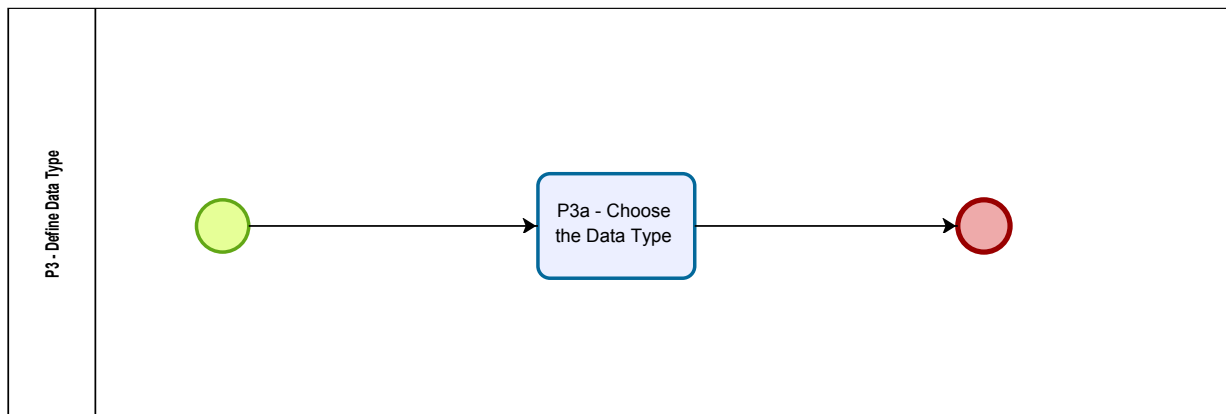 P3 - Define Data Type
P3a - Choose
the Data Type